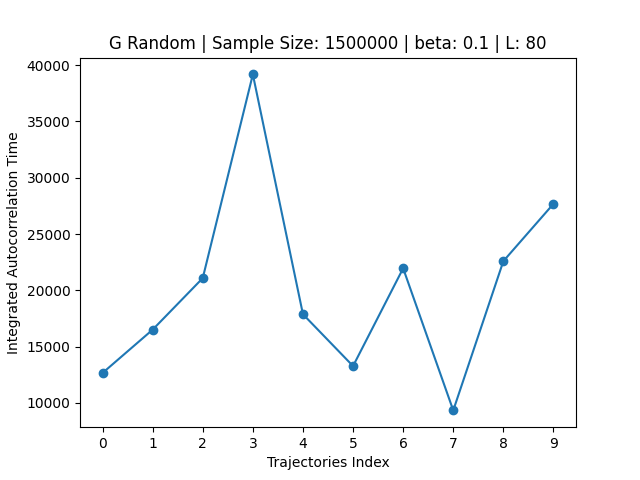 G Random | Sample Size: 1500000 | beta: 0.1 | L: 80
40000
35000
30000
25000
20000
15000
10000
Integrated Autocorrelation Time
0 1 2 3 4 5 6 7 8 9
Trajectories Index